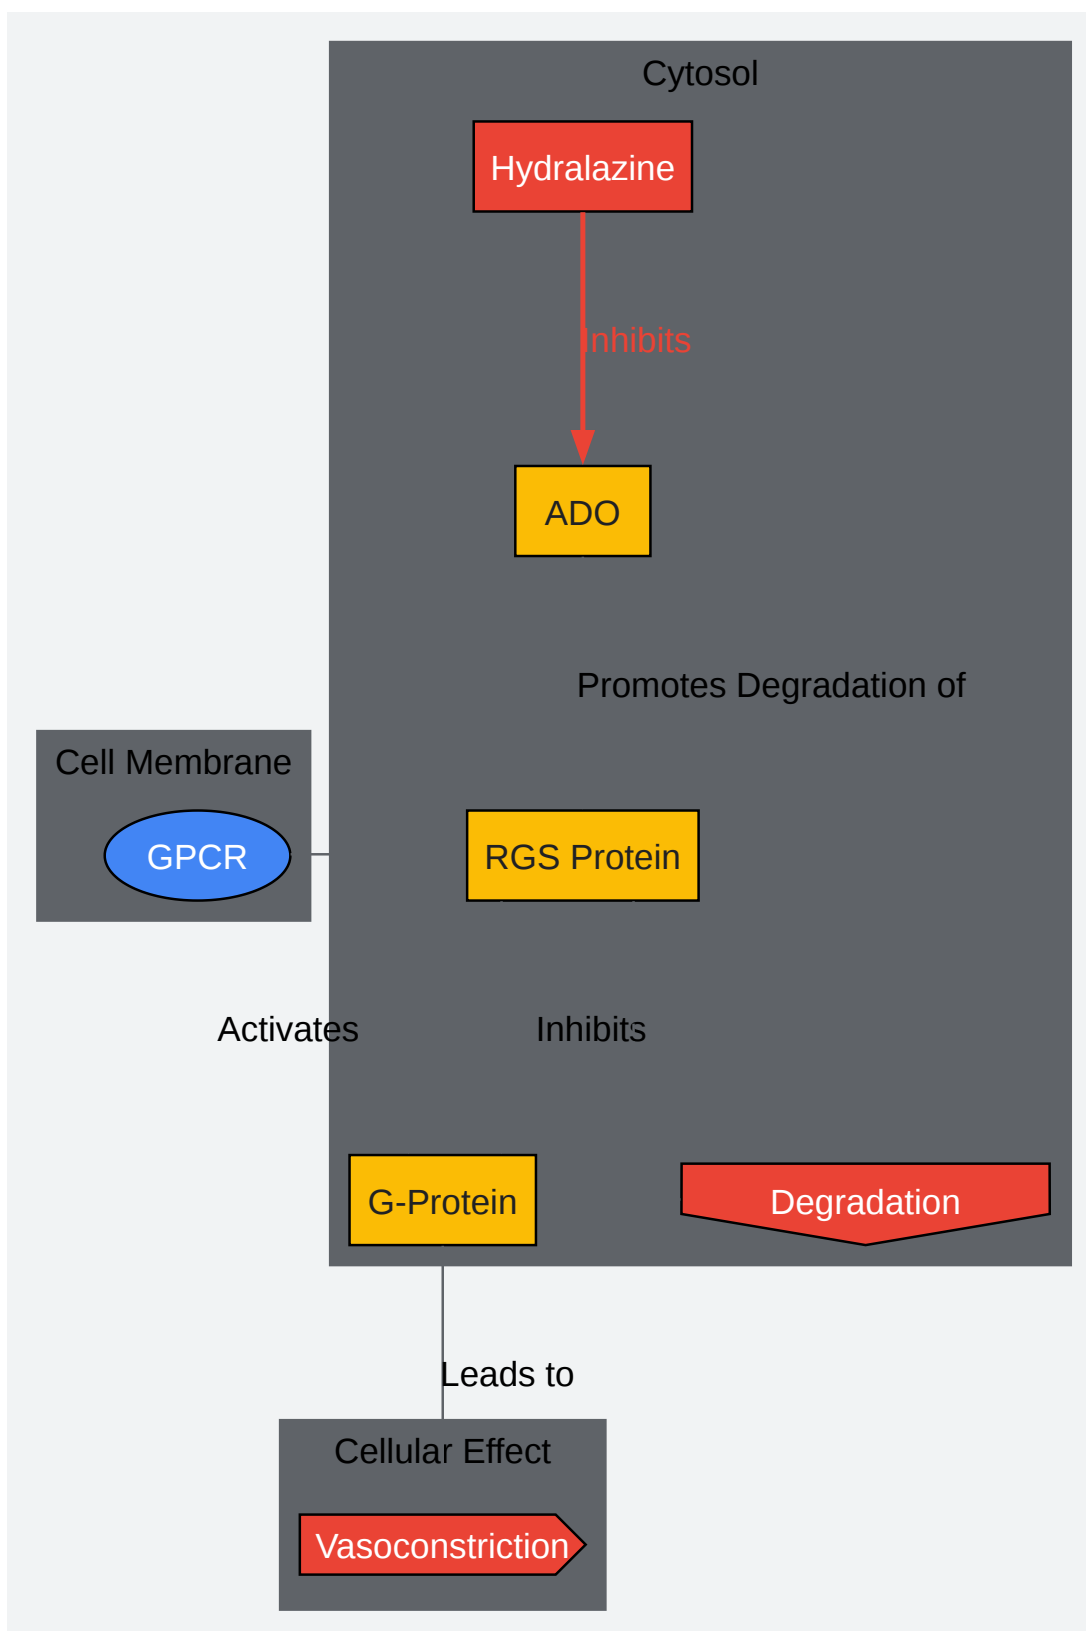 Cytosol
Hydralazine
Inhibits
ADO
Promotes Degradation of
Cell Membrane
GPCR
RGS Protein
Activates
Inhibits
G-Protein
Degradation
Leads to
Cellular Effect
Vasoconstriction